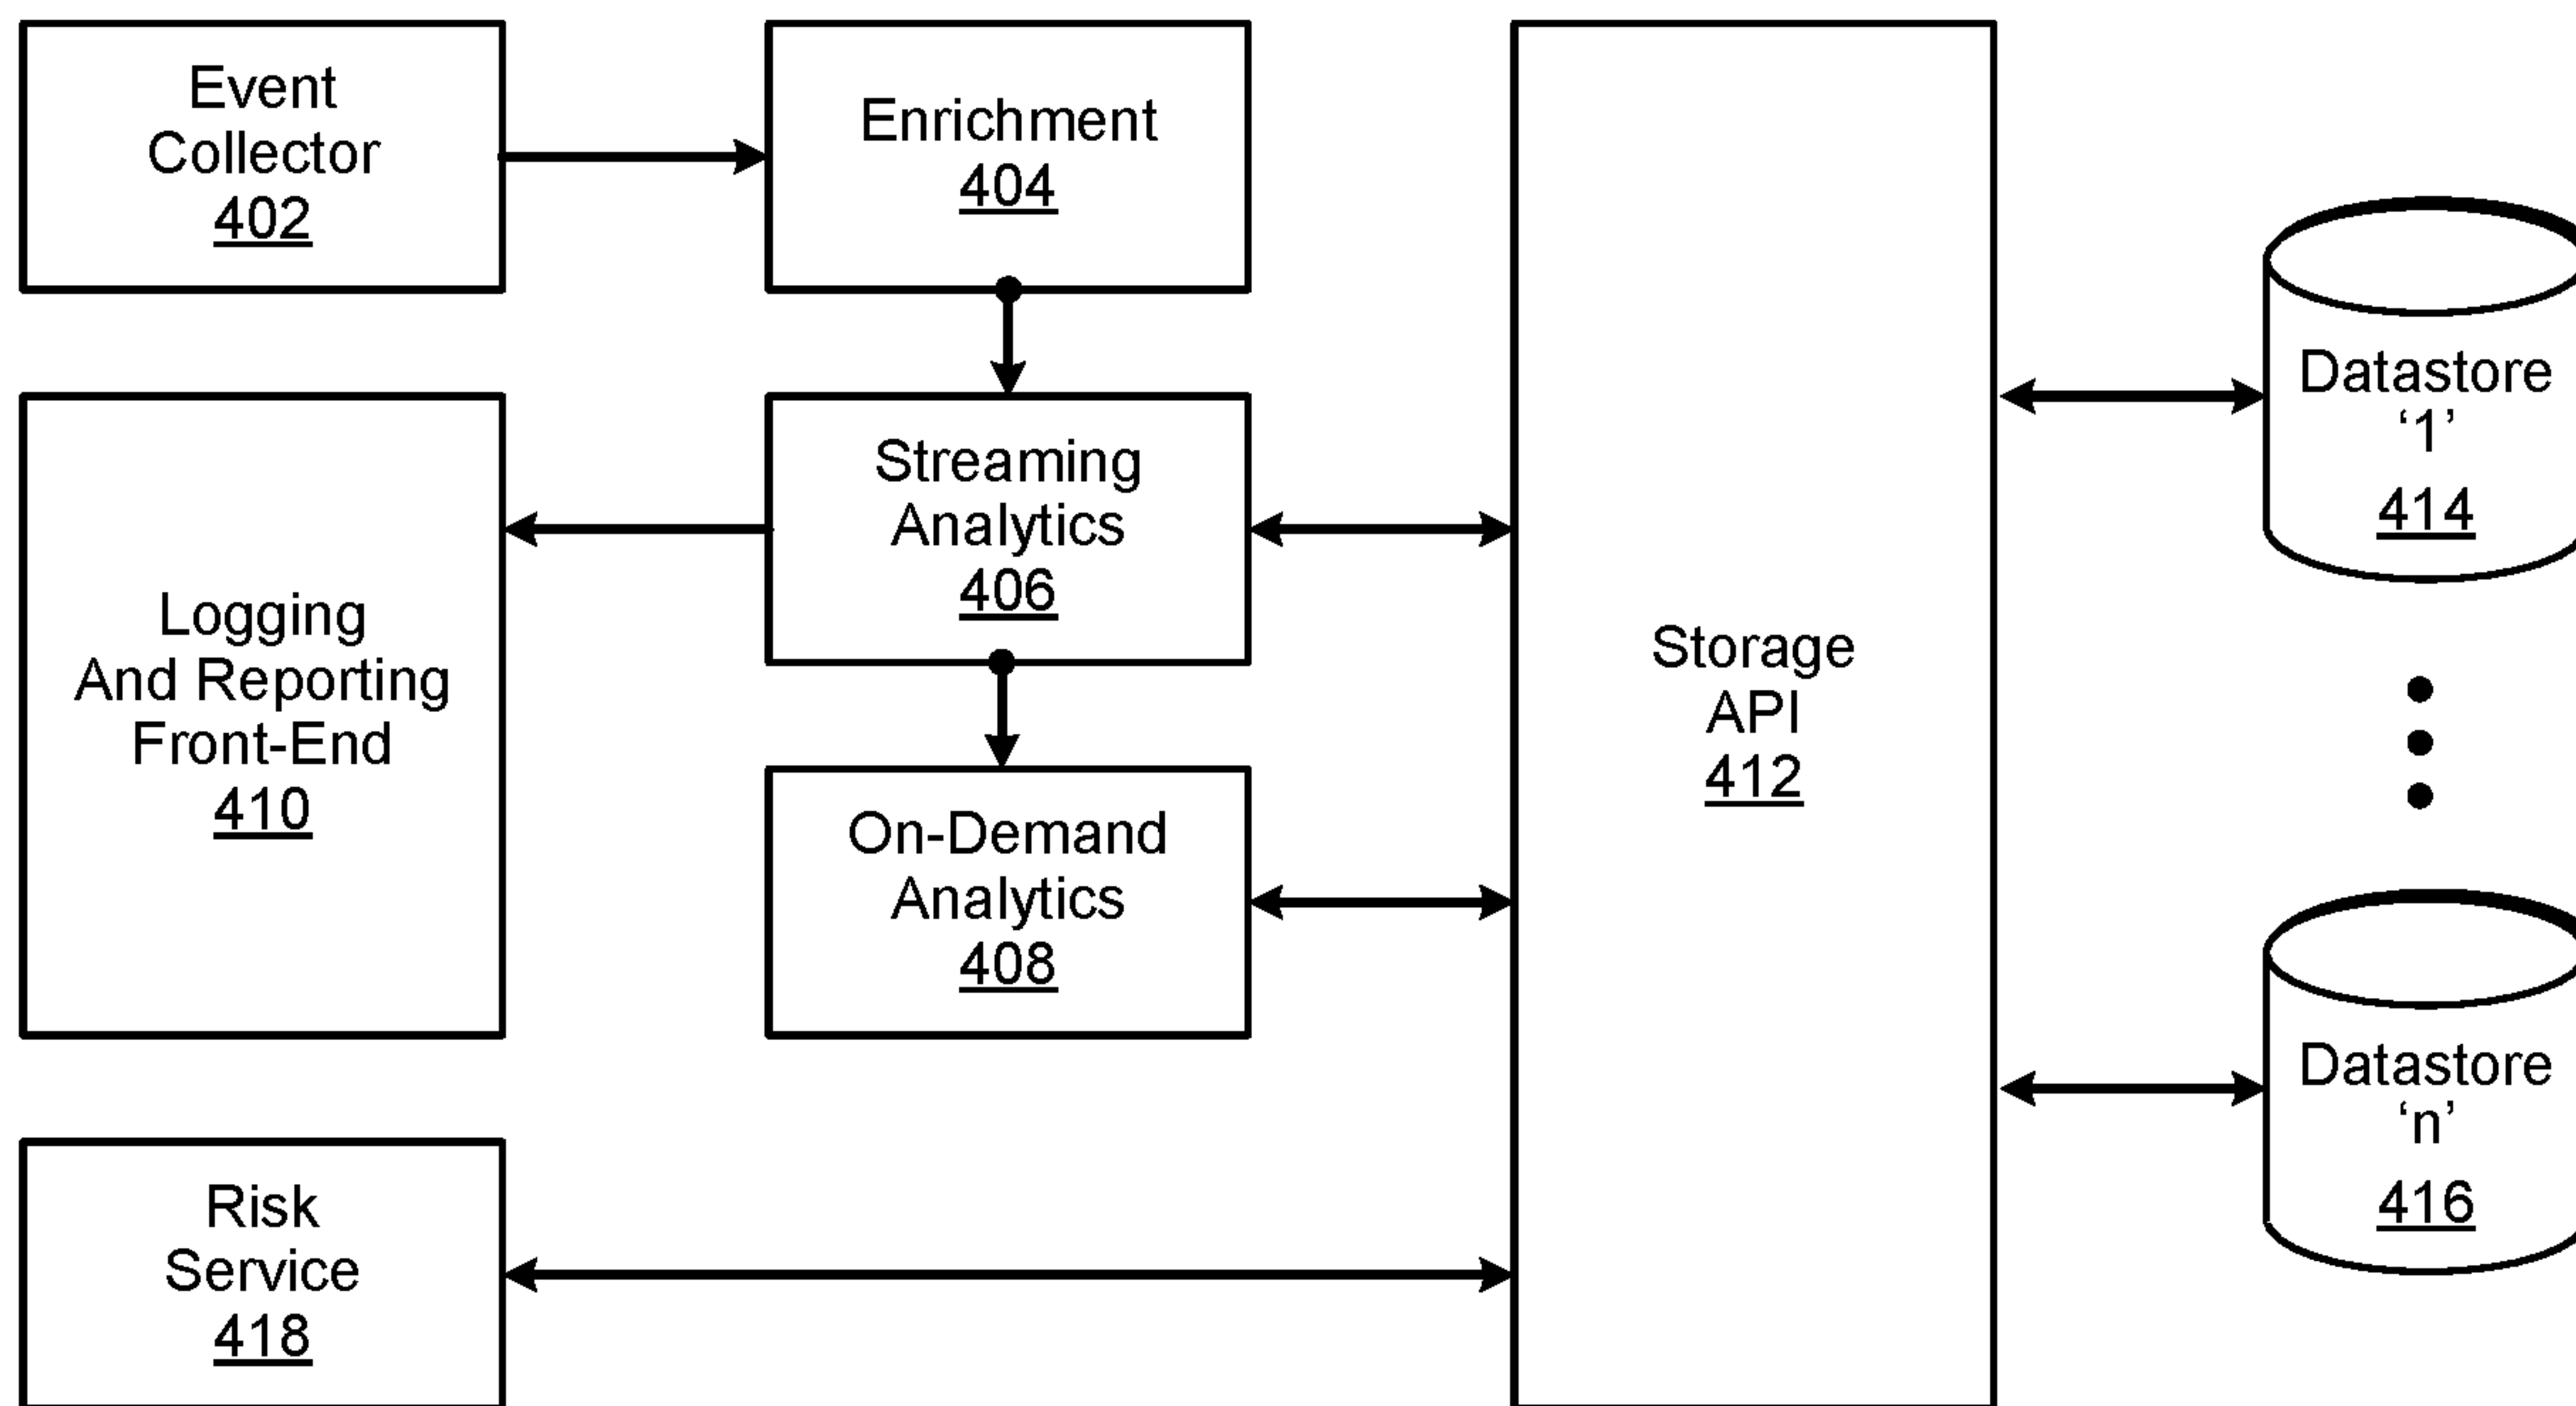 Event
Collector
402
Enrichment
404
Streaming
Analytics
406
Logging
And Reporting
Front-End
410
On-Demand
Analytics
408
Risk
Service
418
Storage
API
412
Datastore
‘1’
414
Datastore
‘n’
416